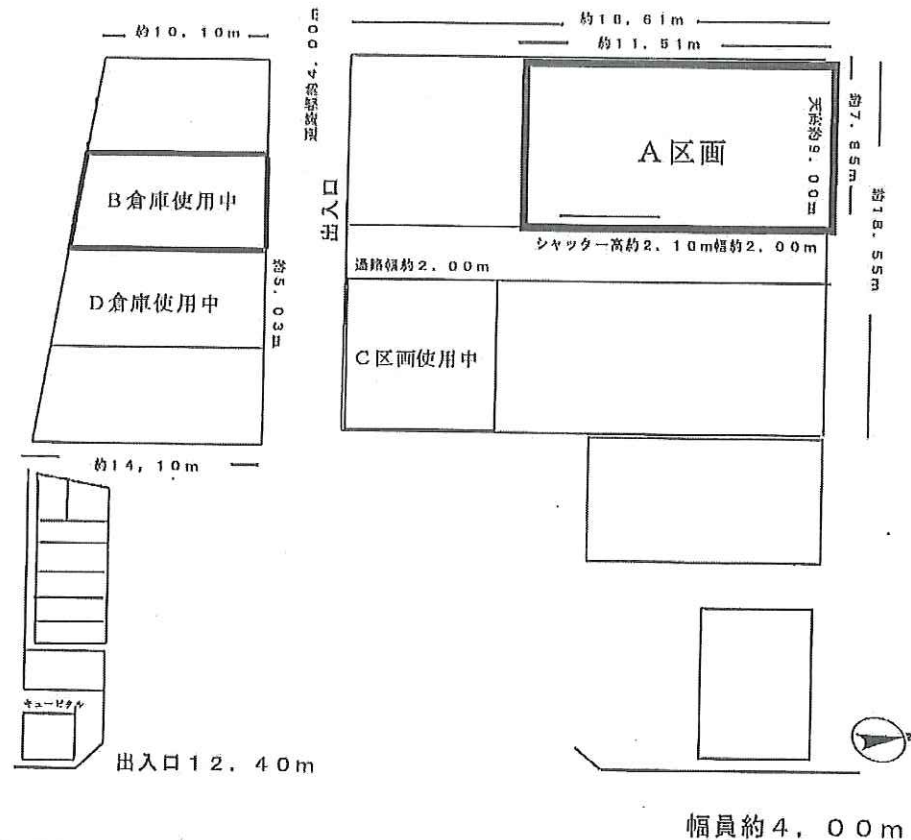 約10,10m
通路幅約4,00m
約18,61m
約11,51m
A区画
天高約9,00m
約7,85m
約18,55m
B倉庫使用中
出入口
シャッター高約2,10m幅約2,00m
通路幅約2,00m
D倉庫使用中
約5,03m
C区画使用中
約14,10m
キュービクル
出入口12,40m
幅員約4,00m